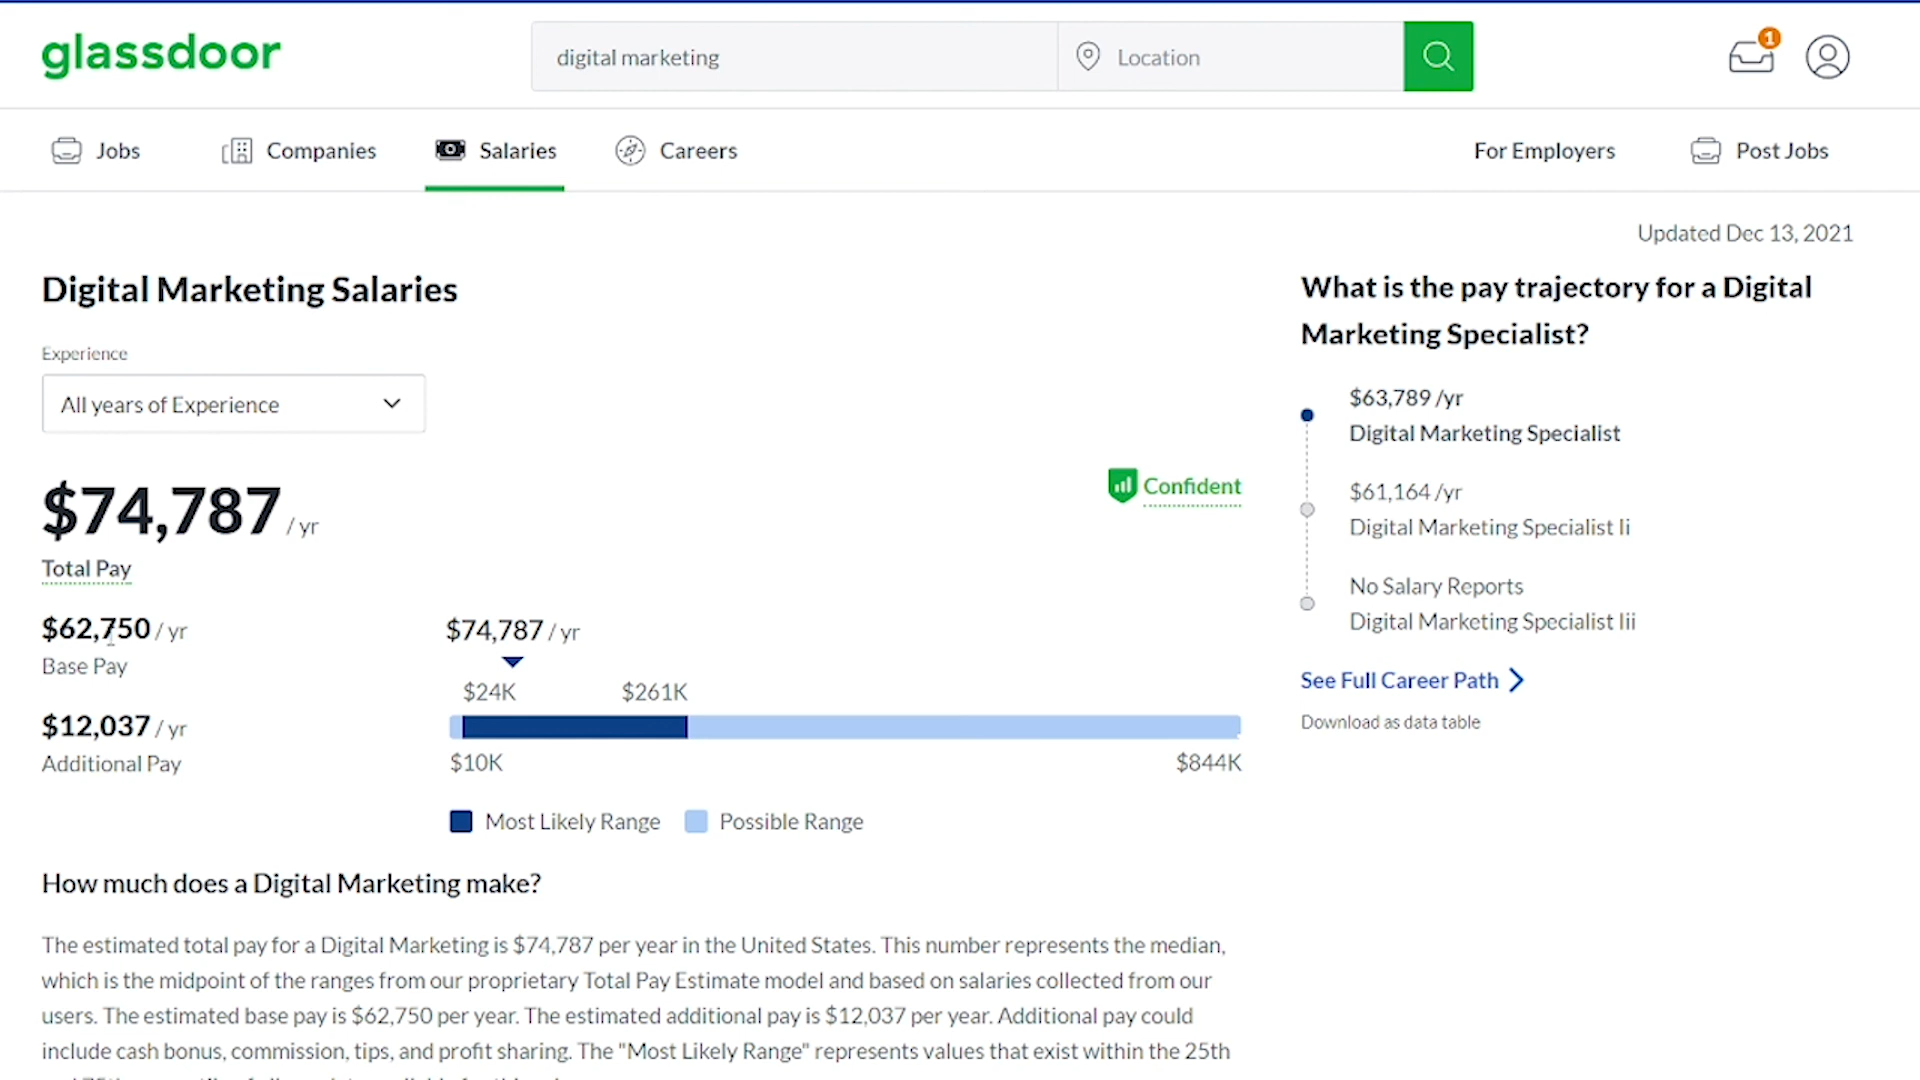 glassdoor
digital marketing
Location
1
Jobs
Companies
Salaries
Careers
For Employers
Post Jobs
Updated Dec 13, 2021
Digital Marketing Salaries
Experience
All years of Experience
$74,787 / yr
Total Pay
Confident
$62,750 / yr
Base Pay
$12,037 / yr
Additional Pay
$74,787 / yr
$24K
$261K
$10K
$844K
Most Likely Range
Possible Range
What is the pay trajectory for a Digital
Marketing Specialist?
$63,789 /yr
Digital Marketing Specialist
$61,164 /yr
Digital Marketing Specialist Ii
No Salary Reports
Digital Marketing Specialist Iii
See Full Career Path
Download as data table
How much does a Digital Marketing make?
The estimated total pay for a Digital Marketing is $74,787 per year in the United States. This number represents the median,
which is the midpoint of the ranges from our proprietary Total Pay Estimate model and based on salaries collected from our
users. The estimated base pay is $62,750 per year. The estimated additional pay is $12,037 per year. Additional pay could
include cash bonus, commission, tips, and profit sharing. The "Most Likely Range" represents values that exist within the 25th